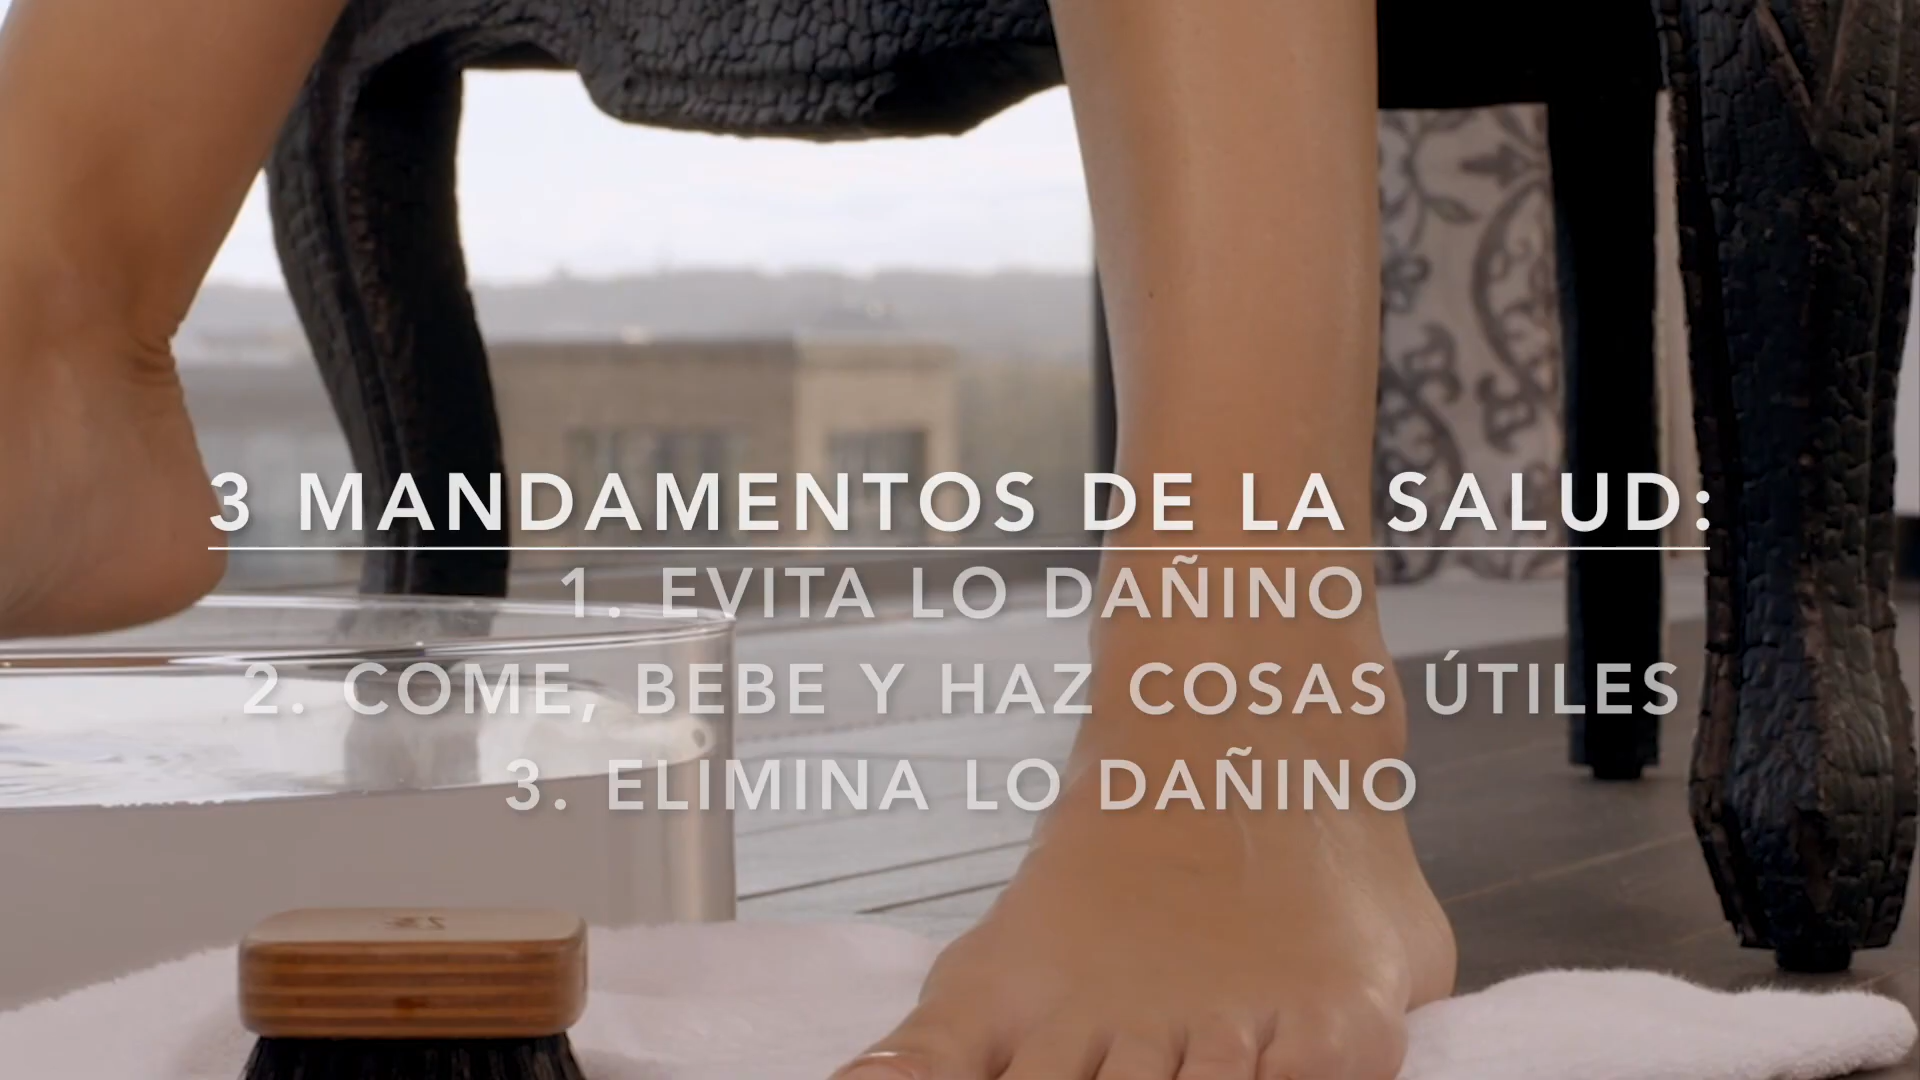 3 MANDAMENTOS DE LA SALUD:
1. EVITA LO DAÑINO
2. COME, BEBE Y HAZ COSAS ÚTILES
3. ELIMINA LO DAÑINO